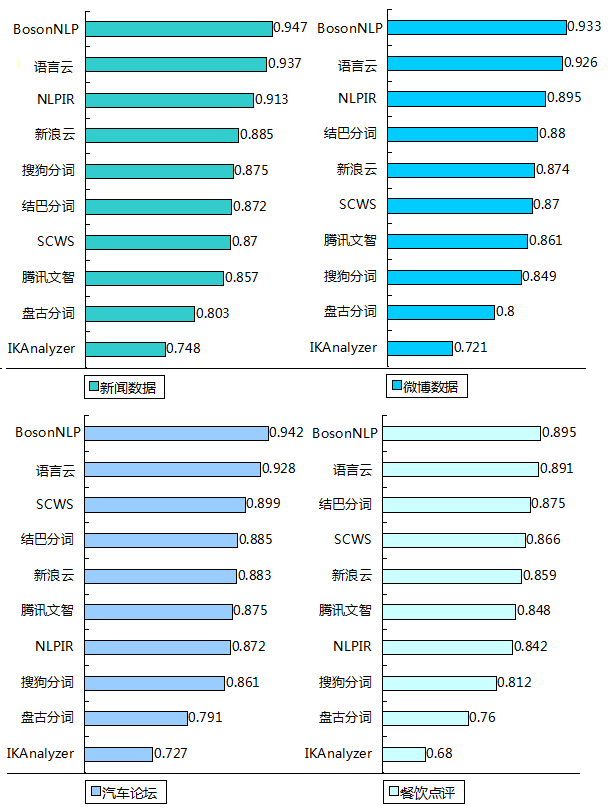 BosonNLP 0.947
语言云 0.937
NLPIR 0.913
新浪云 0.885
搜狗分词 0.875
结巴分词 0.872
SCWS 0.87
腾讯文智 0.857
盘古分词 0.803
IKAnalyzer 0.748
新闻数据
BosonNLP 0.933
语言云 0.926
NLPIR 0.895
结巴分词 0.88
新浪云 0.874
SCWS 0.87
腾讯文智 0.861
搜狗分词 0.849
盘古分词 0.8
IKAnalyzer 0.721
微博数据
BosonNLP 0.942
语言云 0.928
SCWS 0.899
结巴分词 0.885
新浪云 0.883
腾讯文智 0.875
NLPIR 0.872
搜狗分词 0.861
盘古分词 0.791
IKAnalyzer 0.727
汽车论坛
BosonNLP 0.895
语言云 0.891
结巴分词 0.875
SCWS 0.866
新浪云 0.859
腾讯文智 0.848
NLPIR 0.842
搜狗分词 0.812
盘古分词 0.76
IKAnalyzer 0.68
餐饮点评